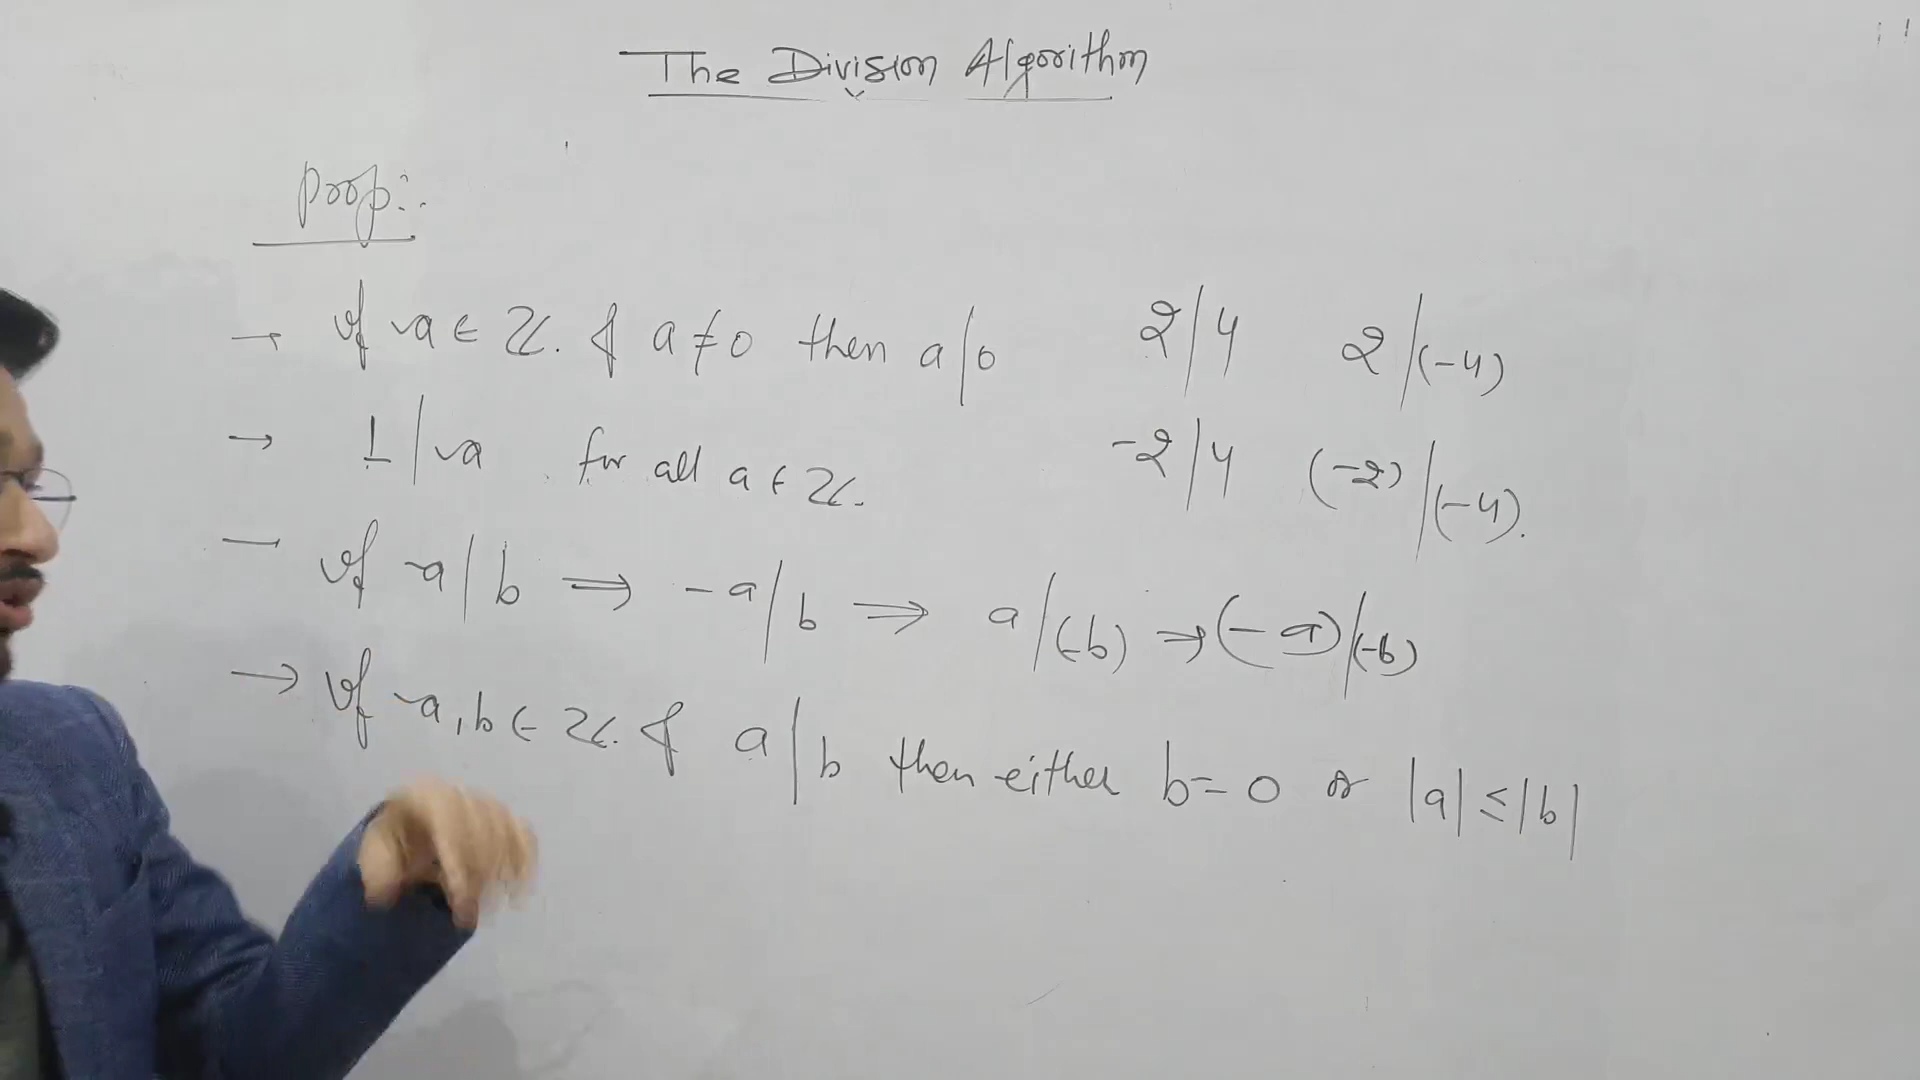 The Division Algorithm
Prop:-
→ if a ∈ ℤ. & a ≠ 0 then a | 0
2 | 4    2 | (-4)
→ 1 | a for all a ∈ ℤ.
-2 | 4    (-2) | (-4).
— if a | b ⇒ -a | b ⇒ a | (-b) ⇒ (-a) | (-b)
→ if a, b ∈ ℤ. & a | b then either b = 0 or |a| ≤ |b|